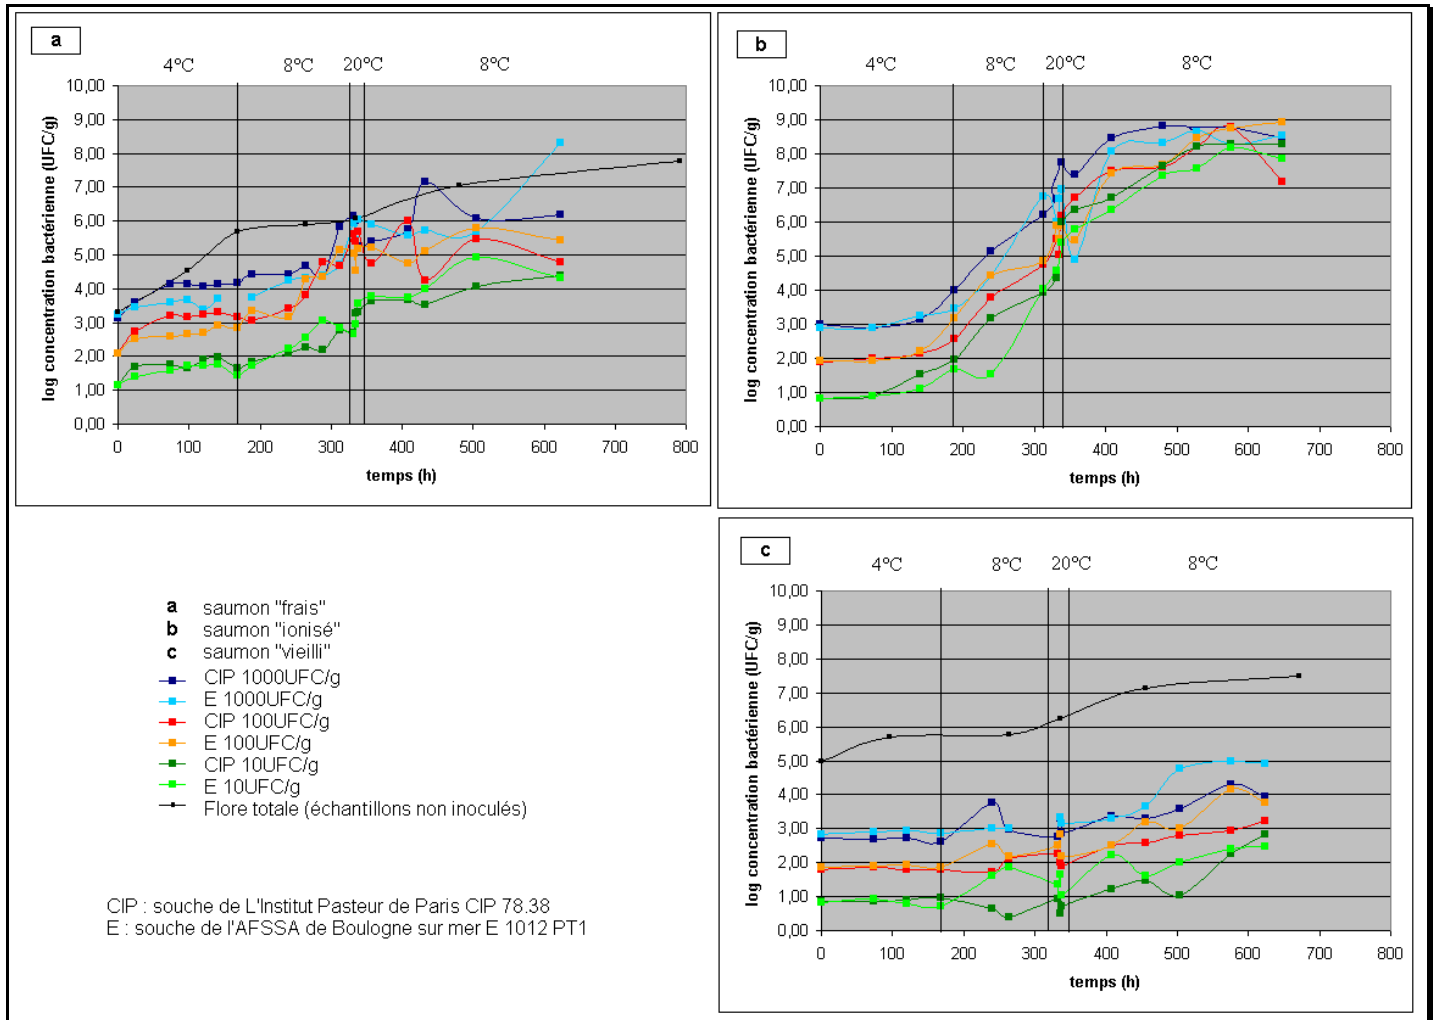 a
4°C 8°C 20°C 8°C
10,00
9,00
8,00
7,00
6,00
5,00
4,00
3,00
2,00
1,00
0,00
log concentration bactérienne (UFC/g)
0 100 200 300 400 500 600 700 800
temps (h)
b
4°C 8°C 20°C 8°C
10,00
9,00
8,00
7,00
6,00
5,00
4,00
3,00
2,00
1,00
0,00
log concentration bactérienne (UFC/g)
0 100 200 300 400 500 600 700 800
temps (h)
a saumon "frais"
b saumon "ionisé"
c saumon "vieilli"
CIP 1000UFC/g
E 1000UFC/g
CIP 100UFC/g
E 100UFC/g
CIP 10UFC/g
E 10UFC/g
Flore totale (échantillons non inoculés)
CIP : souche de L'Institut Pasteur de Paris CIP 78.38
E : souche de l'AFSSA de Boulogne sur mer E 1012 PT1
c
4°C 8°C 20°C 8°C
10,00
9,00
8,00
7,00
6,00
5,00
4,00
3,00
2,00
1,00
0,00
log concentration bactérienne (UFC/g)
0 100 200 300 400 500 600 700 800
temps (h)